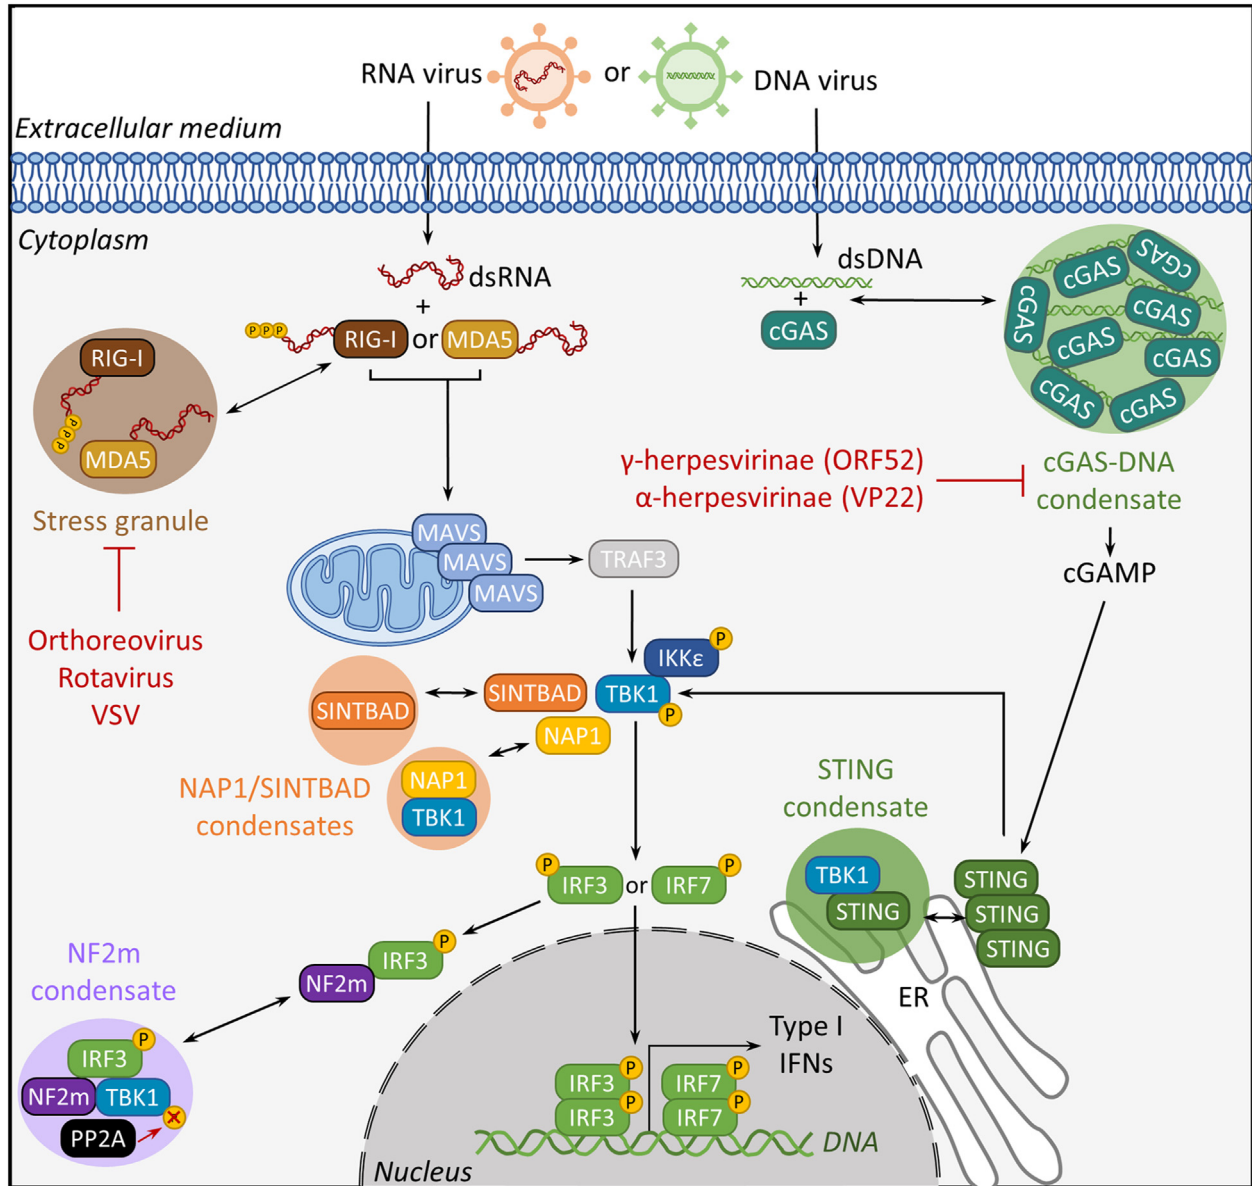 RNA virus
or
DNA virus
Extracellular medium
Cytoplasm
dsRNA
+
P P P
RIG-I
or
MDA5
dsDNA
+
cGAS
cGAS
cGAS
cGAS
cGAS
cGAS
cGAS
cGAS
cGAS
RIG-I
P P P
MDA5
Stress granule
γ-herpesvirinae (ORF52)
α-herpesvirinae (VP22)
cGAS-DNA
condensate
cGAMP
MAVS
MAVS
MAVS
TRAF3
Orthoreovirus
Rotavirus
VSV
IKKε
P
SINTBAD
SINTBAD
TBK1
P
NAP1
NAP1
TBK1
NAP1/SINTBAD
condensates
STING
condensate
TBK1
STING
STING
STING
STING
ER
P
IRF3
or
IRF7
P
NF2m
condensate
IRF3
P
NF2m
IRF3
P
NF2m
TBK1
PP2A
Type I
IFNs
IRF3
P
IRF3
P
IRF7
P
IRF7
P
DNA
Nucleus